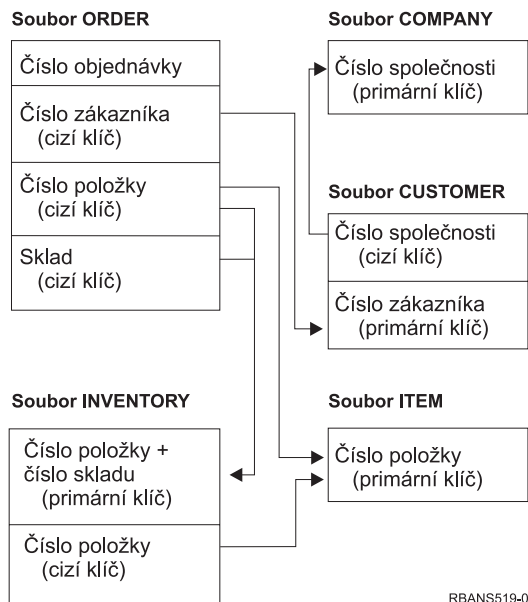 Soubor ORDER
Číslo objednávky
Číslo zákazníka
(cizí klíč)
Číslo položky
(cizí klíč)
Sklad
(cizí klíč)
Soubor COMPANY
Číslo společnosti
(primární klíč)
Soubor CUSTOMER
Číslo společnosti
(cizí klíč)
Číslo zákazníka
(primární klíč)
Soubor INVENTORY
Číslo položky +
číslo skladu
(primární klíč)
Číslo položky
(cizí klíč)
Soubor ITEM
Číslo položky
(primární klíč)
RBANS519-0